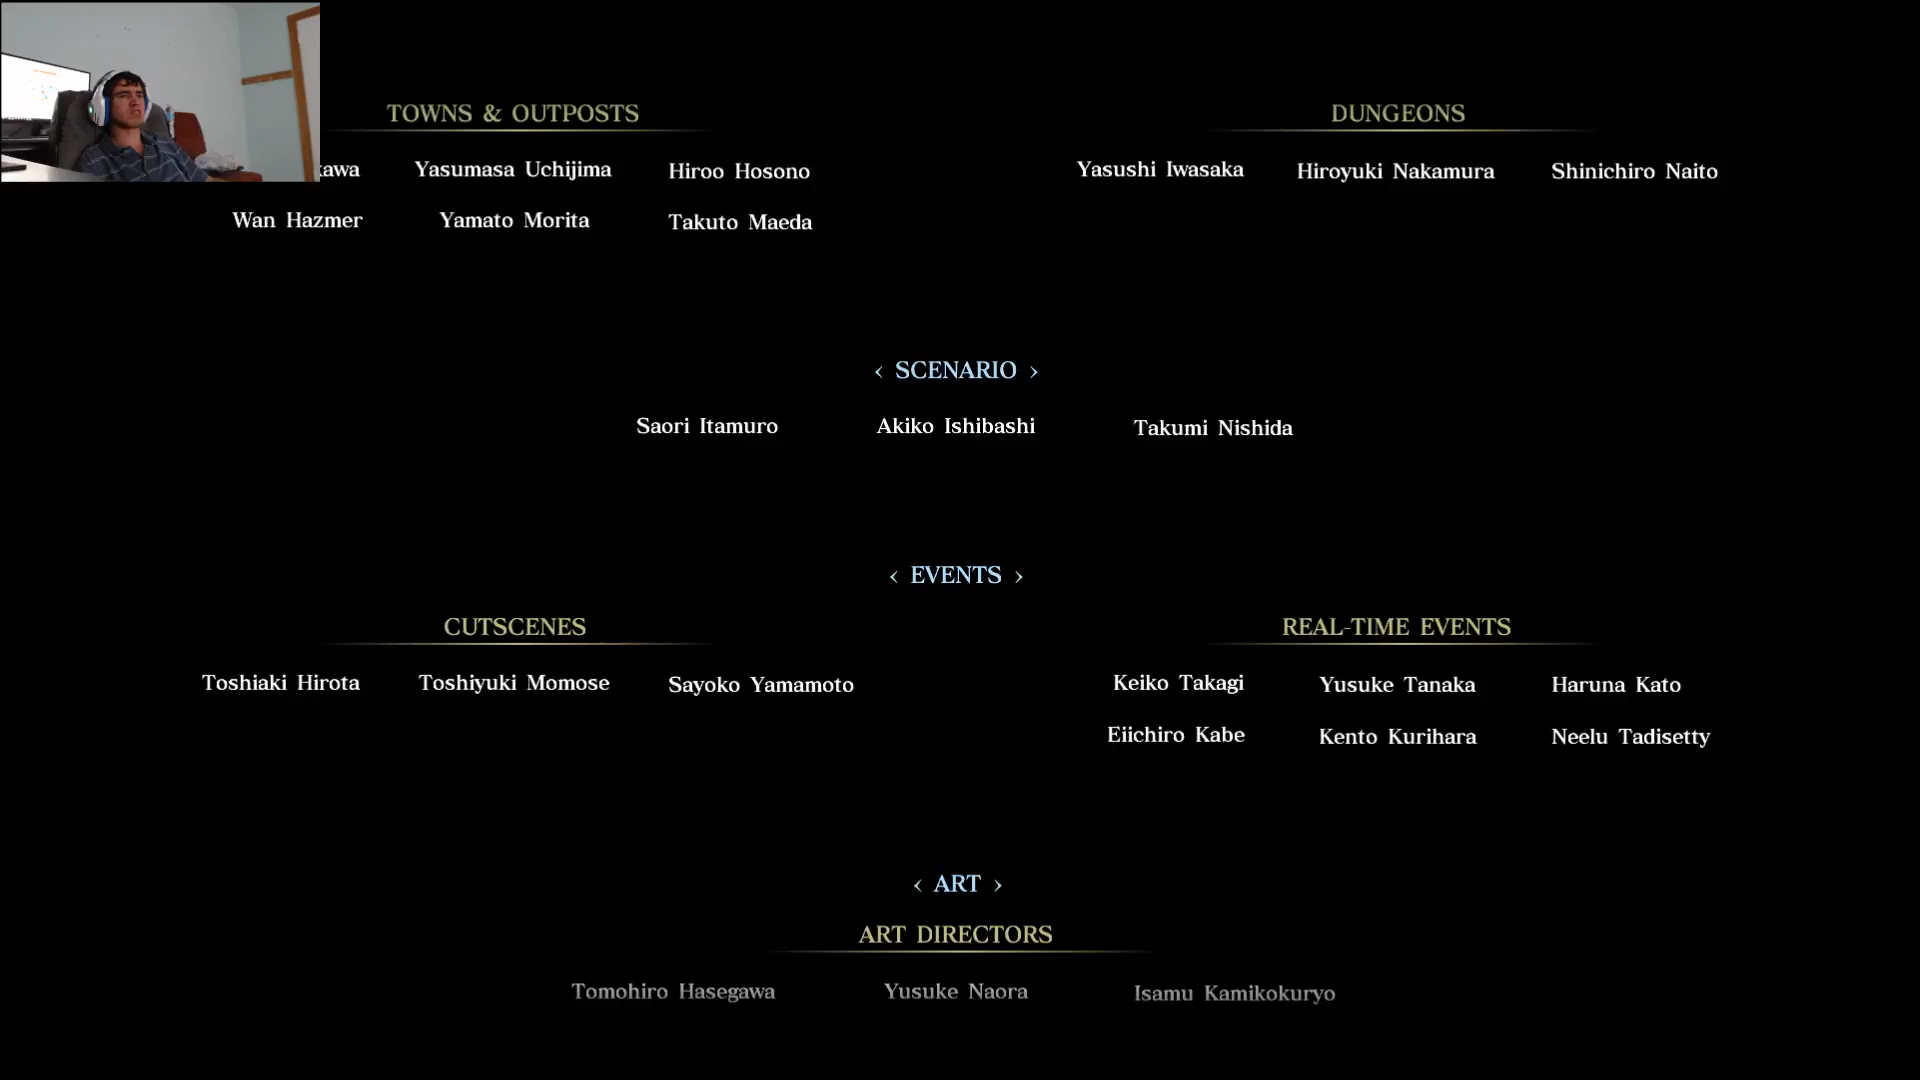 TOWNS & OUTPOSTS
Yasumasa Uchijima Hiroo Hosono
Wan Hazmer Yamato Morita Takuto Maeda
DUNGEONS
Yasushi Iwasaka Hiroyuki Nakamura Shinichiro Naito
‹ SCENARIO ›
Saori Itamuro Akiko Ishibashi Takumi Nishida
‹ EVENTS ›
CUTSCENES
Toshiaki Hirota Toshiyuki Momose Sayoko Yamamoto
REAL-TIME EVENTS
Keiko Takagi Yusuke Tanaka Haruna Kato
Eiichiro Kabe Kento Kurihara Neelu Tadisetty
‹ ART ›
ART DIRECTORS
Tomohiro Hasegawa Yusuke Naora Isamu Kamikokuryo